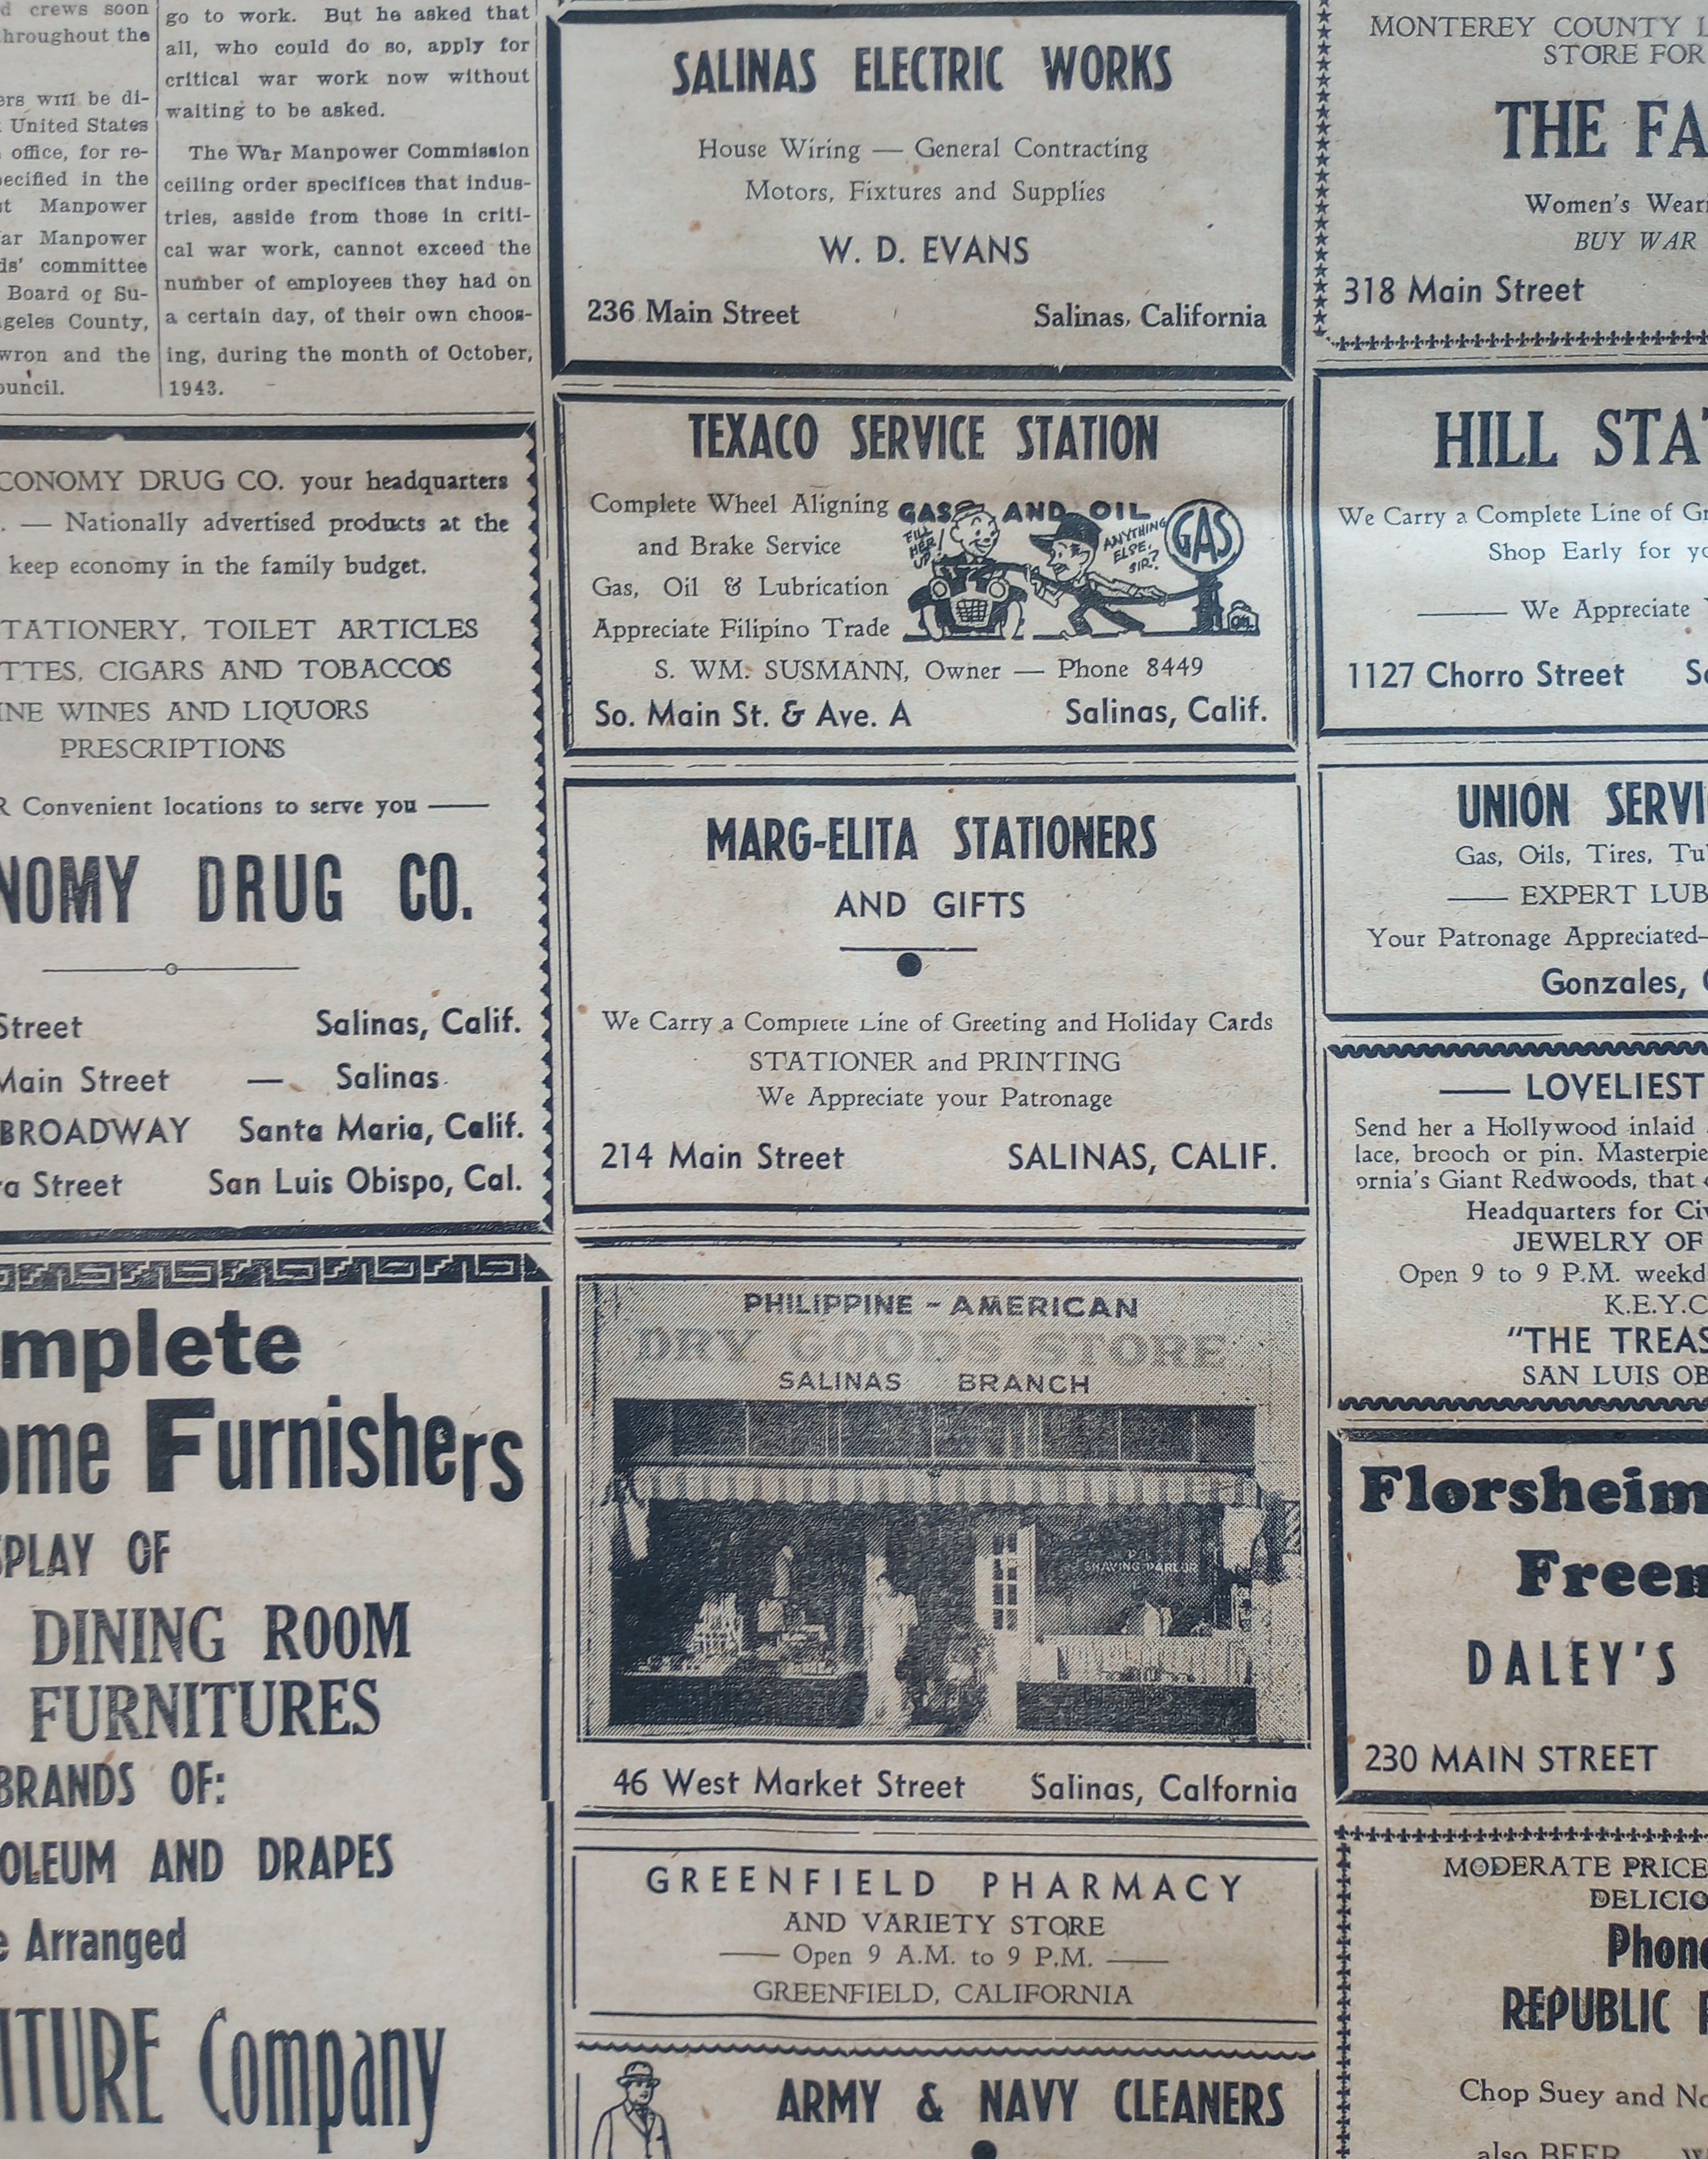 d crews soon
throughout the
ers will be di-
United States
office, for re-
pecified in the
st Manpower
ar Manpower
ds' committee
Board of Su-
ngeles County,
wron and the
ouncil.
go to work. But he asked that
all, who could do so, apply for
critical war work now without
waiting to be asked.
The War Manpower Commission
ceiling order specifices that indus-
tries, asside from those in criti-
cal war work, cannot exceed the
number of employees they had on
a certain day, of their own choos-
ing, during the month of October,
1943.
CONOMY DRUG CO. your headquarters
. — Nationally advertised products at the
keep economy in the family budget.
TATIONERY, TOILET ARTICLES
TTES, CIGARS AND TOBACCOS
INE WINES AND LIQUORS
PRESCRIPTIONS
R Convenient locations to serve you —
NOMY DRUG CO.
Street Salinas, Calif.
Main Street — Salinas
BROADWAY Santa Maria, Calif.
ra Street San Luis Obispo, Cal.
mplete
ome Furnishers
SPLAY OF
DINING ROOM
FURNITURES
BRANDS OF:
OLEUM AND DRAPES
e Arranged
ITURE Company
SALINAS ELECTRIC WORKS
House Wiring — General Contracting
Motors, Fixtures and Supplies
W. D. EVANS
236 Main Street Salinas, California
TEXACO SERVICE STATION
Complete Wheel Aligning
and Brake Service
Gas, Oil & Lubrication
Appreciate Filipino Trade
GAS AND OIL
FILL HER UP!
ANYTHING ELSE, SIR?
GAS
OIL
S. WM. SUSMANN, Owner — Phone 8449
So. Main St. & Ave. A Salinas, Calif.
MARG-ELITA STATIONERS
AND GIFTS
We Carry a Complete Line of Greeting and Holiday Cards
STATIONER and PRINTING
We Appreciate your Patronage
214 Main Street SALINAS, CALIF.
PHILIPPINE - AMERICAN
DRY GOODS STORE
SALINAS BRANCH
SHAVING PARLOR
46 West Market Street Salinas, Calfornia
GREENFIELD PHARMACY
AND VARIETY STORE
— Open 9 A.M. to 9 P.M. —
GREENFIELD, CALIFORNIA
ARMY & NAVY CLEANERS
MONTEREY COUNTY L
STORE FOR
THE FA
Women's Weari
BUY WAR
318 Main Street
HILL STAT
We Carry a Complete Line of Gr
Shop Early for yo
— We Appreciate Y
1127 Chorro Street Sa
UNION SERVI
Gas, Oils, Tires, Tu
— EXPERT LUB
Your Patronage Appreciated—
Gonzales, C
— LOVELIEST
Send her a Hollywood inlaid
lace, brooch or pin. Masterpie
ornia's Giant Redwoods, that
Headquarters for Civ
JEWELRY OF
Open 9 to 9 P.M. weekd
K.E.Y.C
"THE TREAS
SAN LUIS OB
Florsheim
Freem
DALEY'S
230 MAIN STREET
MODERATE PRICE
DELICIO
Phone
REPUBLIC
Chop Suey and No
also BEER